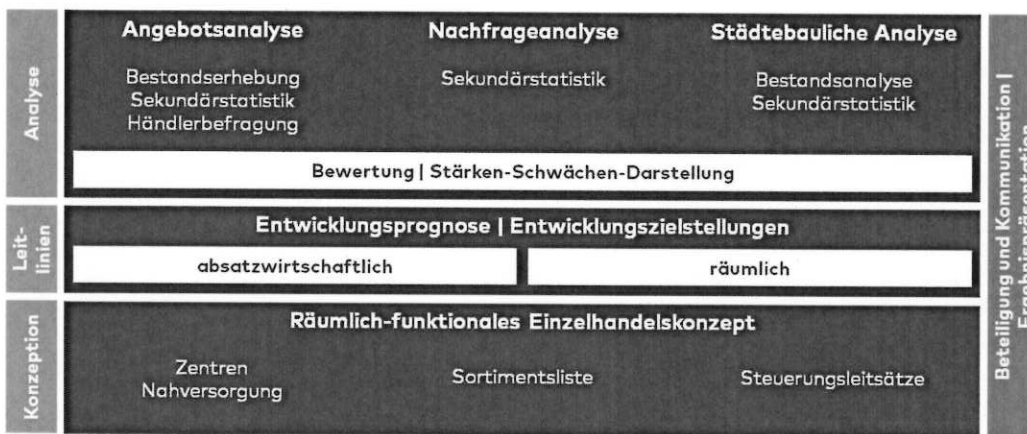 Analyse
Angebotsanalyse
Bestandserhebung
Sekundärstatistik
Händlerbefragung
Nachfrageanalyse
Sekundärstatistik
Städtebauliche Analyse
Bestandsanalyse
Sekundärstatistik
Bewertung | Stärken-Schwächen-Darstellung
Leit-
linien
Entwicklungsprognose | Entwicklungszielstellungen
absatzwirtschaftlich
räumlich
Konzeption
Räumlich-funktionales Einzelhandelskonzept
Zentren
Nahversorgung
Sortimentsliste
Steuerungsleitsätze
Beteiligung und Kommunikation |